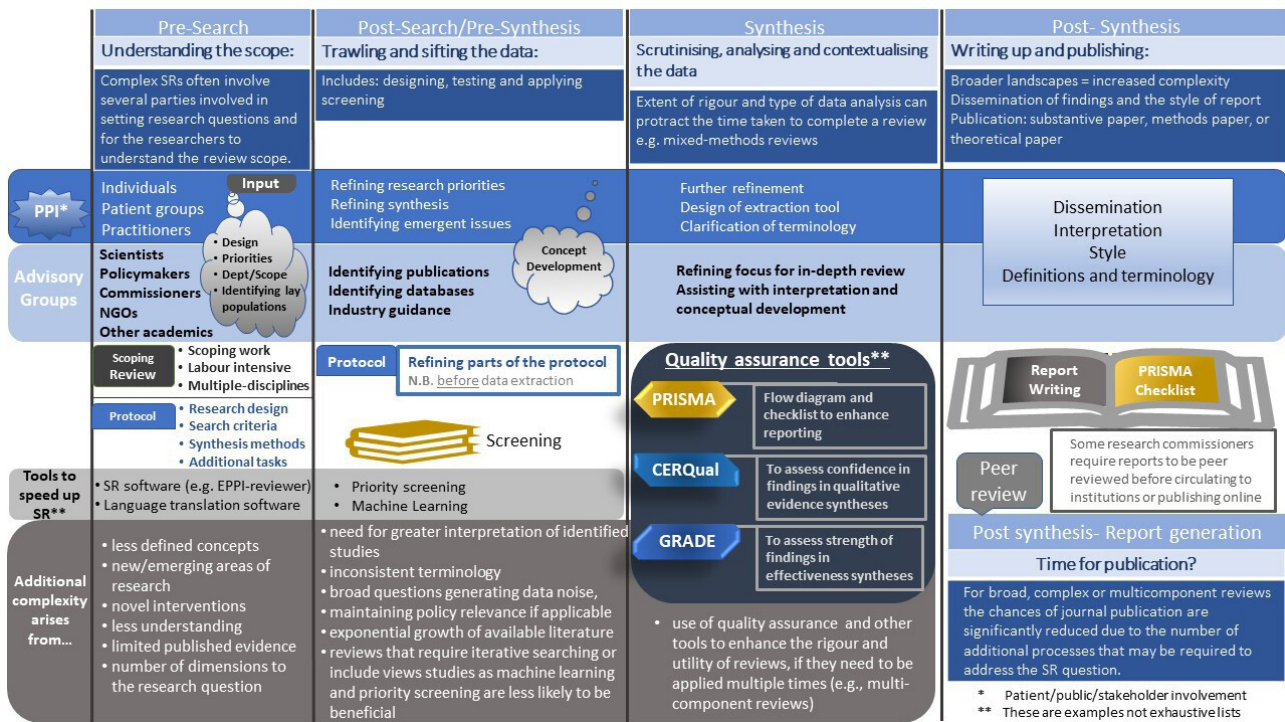 Pre-Search
Understanding the scope:
Complex SRs often involve
several parties involved in
setting research questions and
for the researchers to
understand the review scope.
Post-Search/Pre-Synthesis
Trawling and sifting the data:
Includes: designing, testing and applying
screening
Synthesis
Scrutinising, analysing and contextualising
the data
Extent of rigour and type of data analysis can
protract the time taken to complete a review
e.g. mixed-methods reviews
Post- Synthesis
Writing up and publishing:
Broader landscapes = increased complexity
Dissemination of findings and the style of report
Publication: substantive paper, methods paper, or
theoretical paper
PPI*
Individuals
Patient groups
Practitioners
Input
• Design
• Priorities
• Dept/Scope
• Identifying lay
populations
Refining research priorities
Refining synthesis
Identifying emergent issues
Concept
Development
Further refinement
Design of extraction tool
Clarification of terminology
Dissemination
Interpretation
Style
Definitions and terminology
Advisory
Groups
Scientists
Policymakers
Commissioners
NGOs
Other academics
Identifying publications
Identifying databases
Industry guidance
Refining focus for in-depth review
Assisting with interpretation and
conceptual development
Scoping
Review
• Scoping work
• Labour intensive
• Multiple-disciplines
Protocol
• Research design
• Search criteria
• Synthesis methods
• Additional tasks
Protocol
Refining parts of the protocol
N.B. before data extraction
Screening
Quality assurance tools**
PRISMA
Flow diagram and
checklist to enhance
reporting
CERQual
To assess confidence in
findings in qualitative
evidence syntheses
GRADE
To assess strength of
findings in
effectiveness syntheses
Report
Writing
PRISMA
Checklist
Peer
review
Some research commissioners
require reports to be peer
reviewed before circulating to
institutions or publishing online
Tools to
speed up
SR**
• SR software (e.g. EPPI-reviewer)
• Language translation software
• Priority screening
• Machine Learning
Additional
complexity
arises
from...
• less defined concepts
• new/emerging areas of
research
• novel interventions
• less understanding
• limited published evidence
• number of dimensions to
the research question
• need for greater interpretation of identified
studies
• inconsistent terminology
• broad questions generating data noise,
• maintaining policy relevance if applicable
• exponential growth of available literature
• reviews that require iterative searching or
include views studies as machine learning
and priority screening are less likely to be
beneficial
• use of quality assurance and other
tools to enhance the rigour and
utility of reviews, if they need to be
applied multiple times (e.g., multi-
component reviews)
Post synthesis- Report generation
Time for publication?
For broad, complex or multicomponent reviews
the chances of journal publication are
significantly reduced due to the number of
additional processes that may be required to
address the SR question.
* Patient/public/stakeholder involvement
** These are examples not exhaustive lists